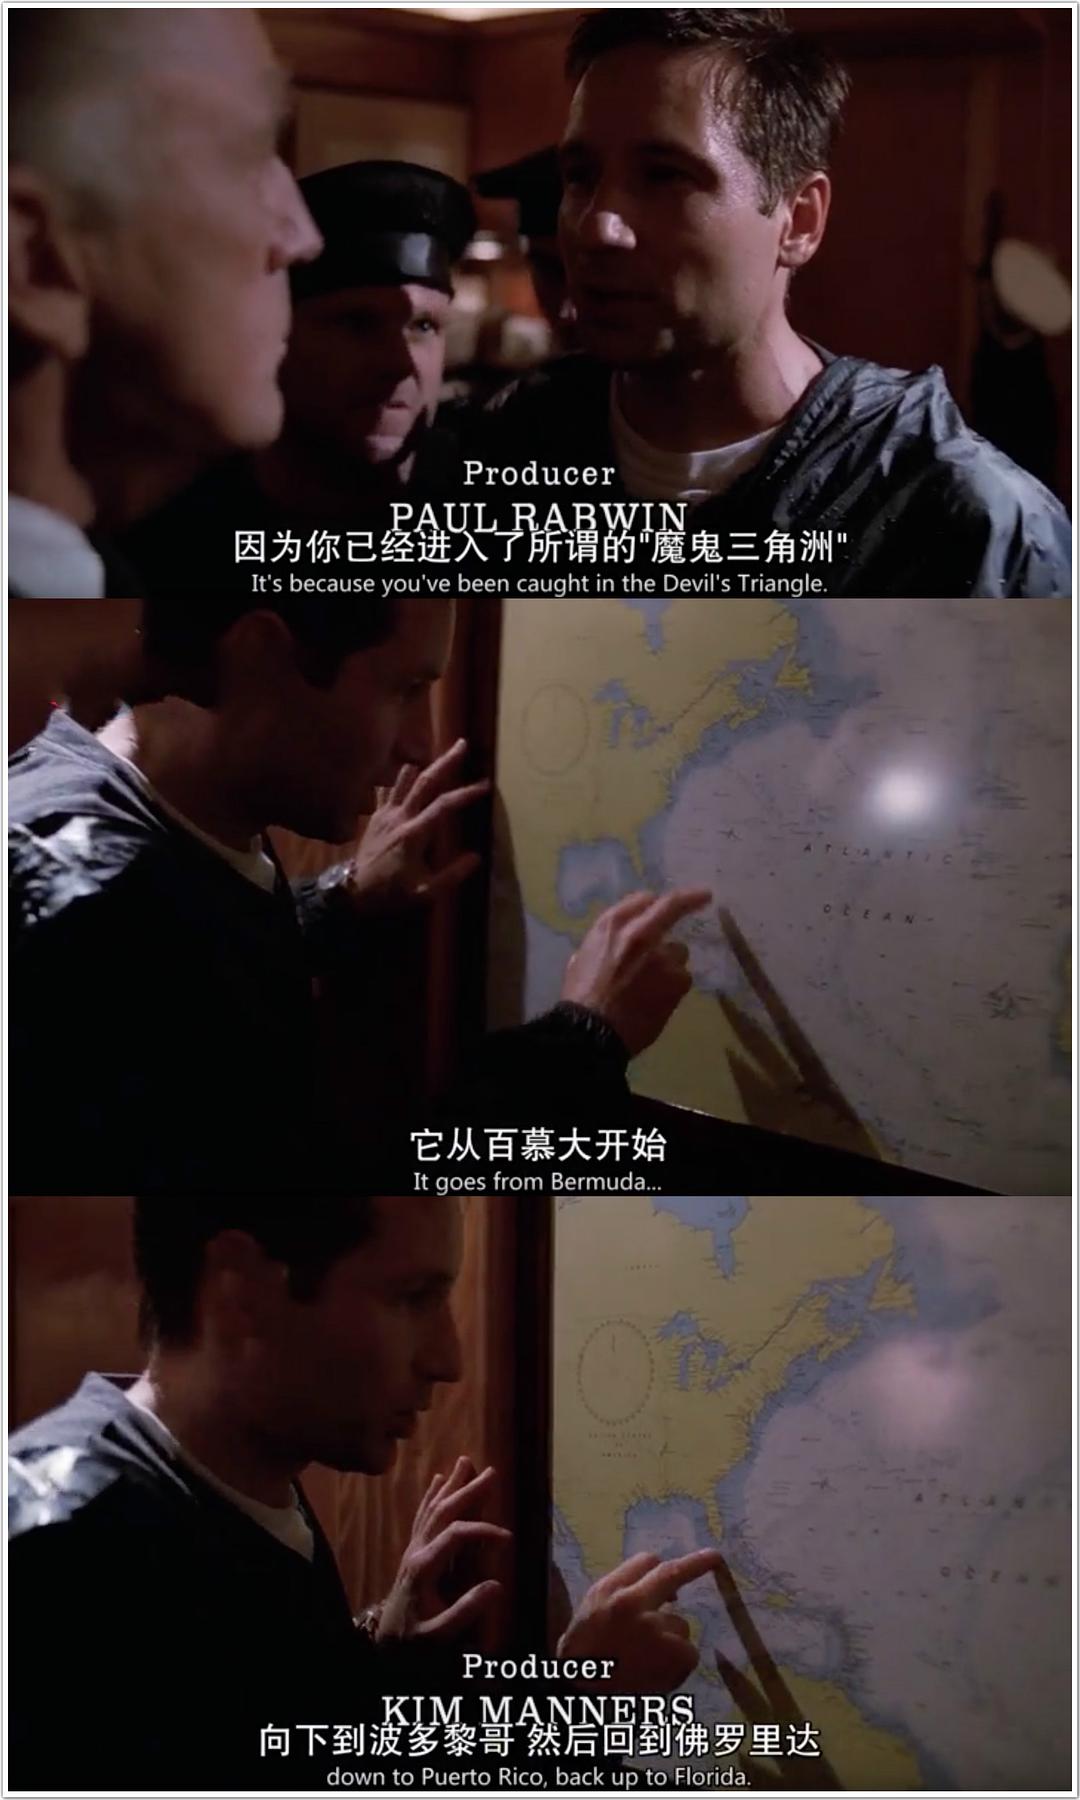 Producer
PAUL RABWIN
因为你已经进入了所谓的"魔鬼三角洲"
It's because you've been caught in the Devil's Triangle.
ATLANTIC
OCEAN
它从百慕大开始
It goes from Bermuda...
ATLAN
OCEAN
Producer
KIM MANNERS
向下到波多黎哥 然后回到佛罗里达
down to Puerto Rico, back up to Florida.